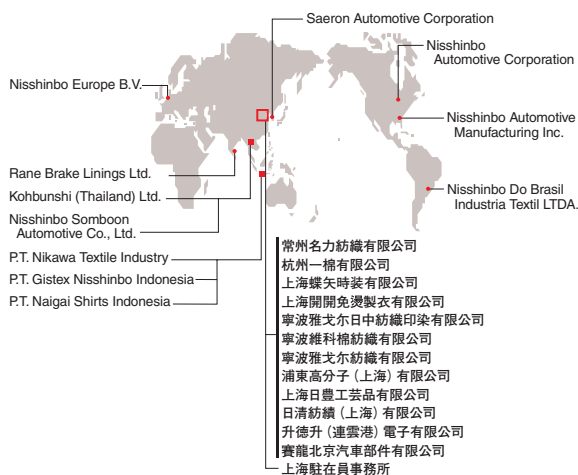 Saeron Automotive Corporation
Nisshinbo
Automotive Corporation
Nisshinbo Europe B.V.
Nisshinbo Automotive
Manufacturing Inc.
Rane Brake Linings Ltd.
Kohbunshi (Thailand) Ltd.
Nisshinbo Somboon
Automotive Co., Ltd.
Nisshinbo Do Brasil
Industria Textil LTDA.
P.T. Nikawa Textile Industry
P.T. Gistex Nisshinbo Indonesia
P.T. Naigai Shirts Indonesia
常州名力紡織有限公司
杭州一棉有限公司
上海蝶矢時装有限公司
上海開開免燙製衣有限公司
寧波雅戈尔日中紡織印染有限公司
寧波維科棉紡織有限公司
寧波雅戈尔紡織有限公司
浦東高分子（上海）有限公司
上海日豊工芸品有限公司
日清紡績（上海）有限公司
升德升（連雲港）電子有限公司
賽龍北京汽車部件有限公司
上海駐在員事務所